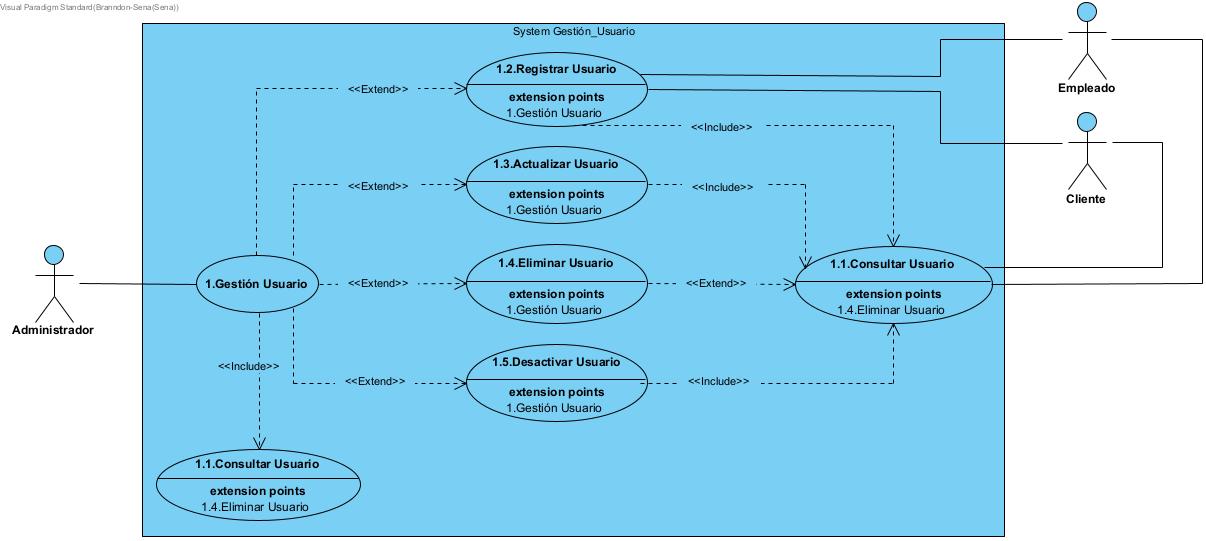 Visual Paradigm Standard(Branndon-Sena(Sena))
System Gestión_Usuario
1.2.Registrar Usuario
extension points
1.Gestión Usuario
<<Extend>>
<<Include>>
Empleado
1.3.Actualizar Usuario
extension points
1.Gestión Usuario
<<Extend>>
<<Include>>
Cliente
1.Gestión Usuario
<<Extend>>
1.4.Eliminar Usuario
extension points
1.Gestión Usuario
<<Extend>>
1.1.Consultar Usuario
extension points
1.4.Eliminar Usuario
Administrador
<<Include>>
<<Extend>>
1.5.Desactivar Usuario
extension points
1.Gestión Usuario
<<Include>>
1.1.Consultar Usuario
extension points
1.4.Eliminar Usuario